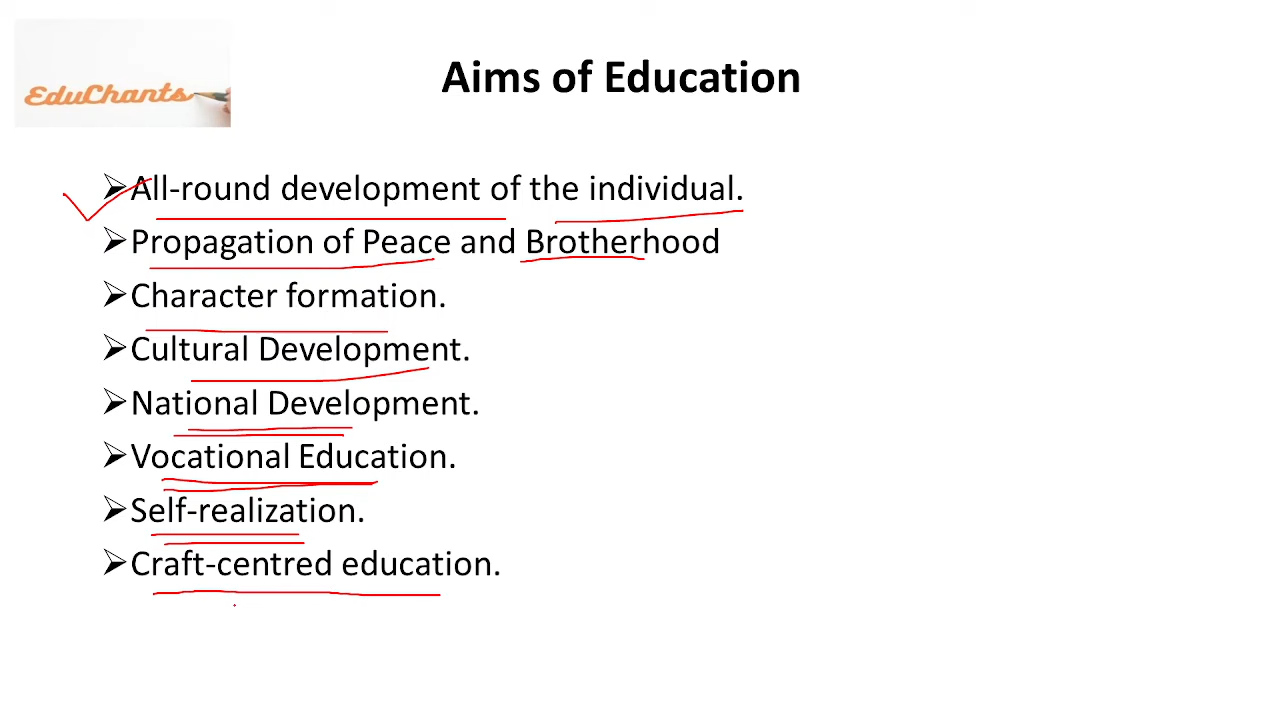 EduChants
Aims of Education
➢All-round development of the individual.
➢Propagation of Peace and Brotherhood
➢Character formation.
➢Cultural Development.
➢National Development.
➢Vocational Education.
➢Self-realization.
➢Craft-centred education.